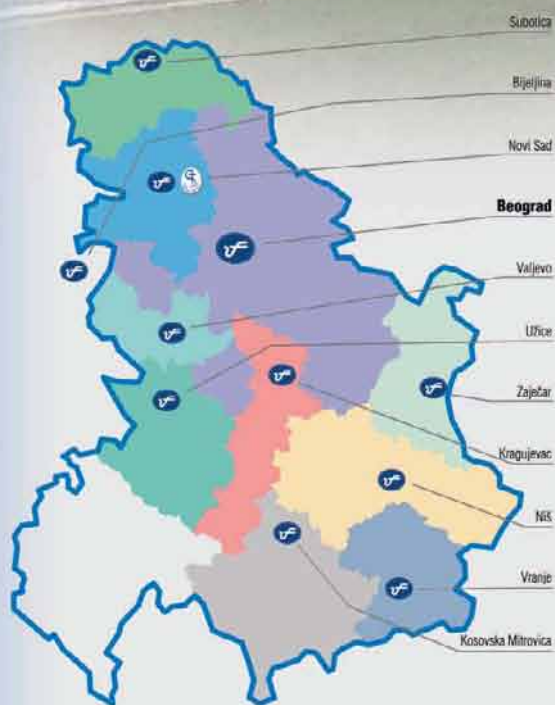 Subotica
Bijeljina
Novi Sad
Beograd
Valjevo
Užice
Zaječar
Kragujevac
Niš
Vranje
Kosovska Mitrovica